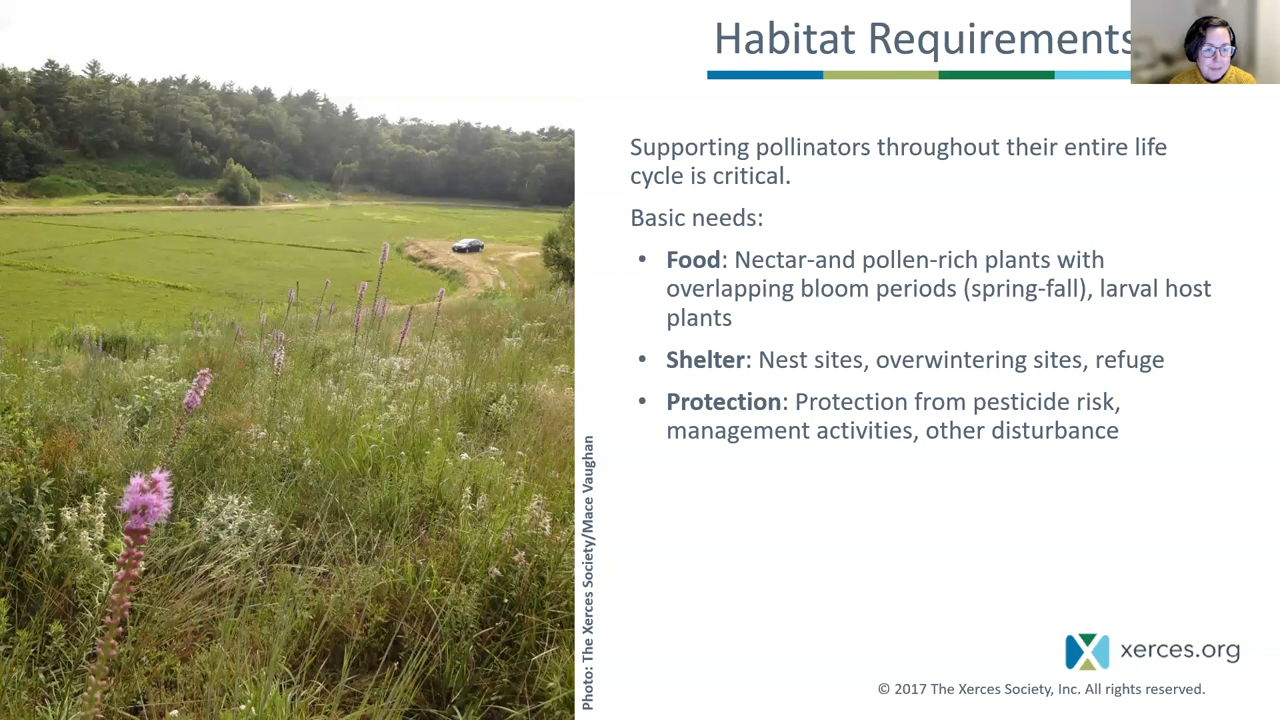 Habitat Requirements
Supporting pollinators throughout their entire life
cycle is critical.
Basic needs:
• Food: Nectar-and pollen-rich plants with
overlapping bloom periods (spring-fall), larval host
plants
• Shelter: Nest sites, overwintering sites, refuge
• Protection: Protection from pesticide risk,
management activities, other disturbance
Photo: The Xerces Society/Mace Vaughan
xerces.org
© 2017 The Xerces Society, Inc. All rights reserved.